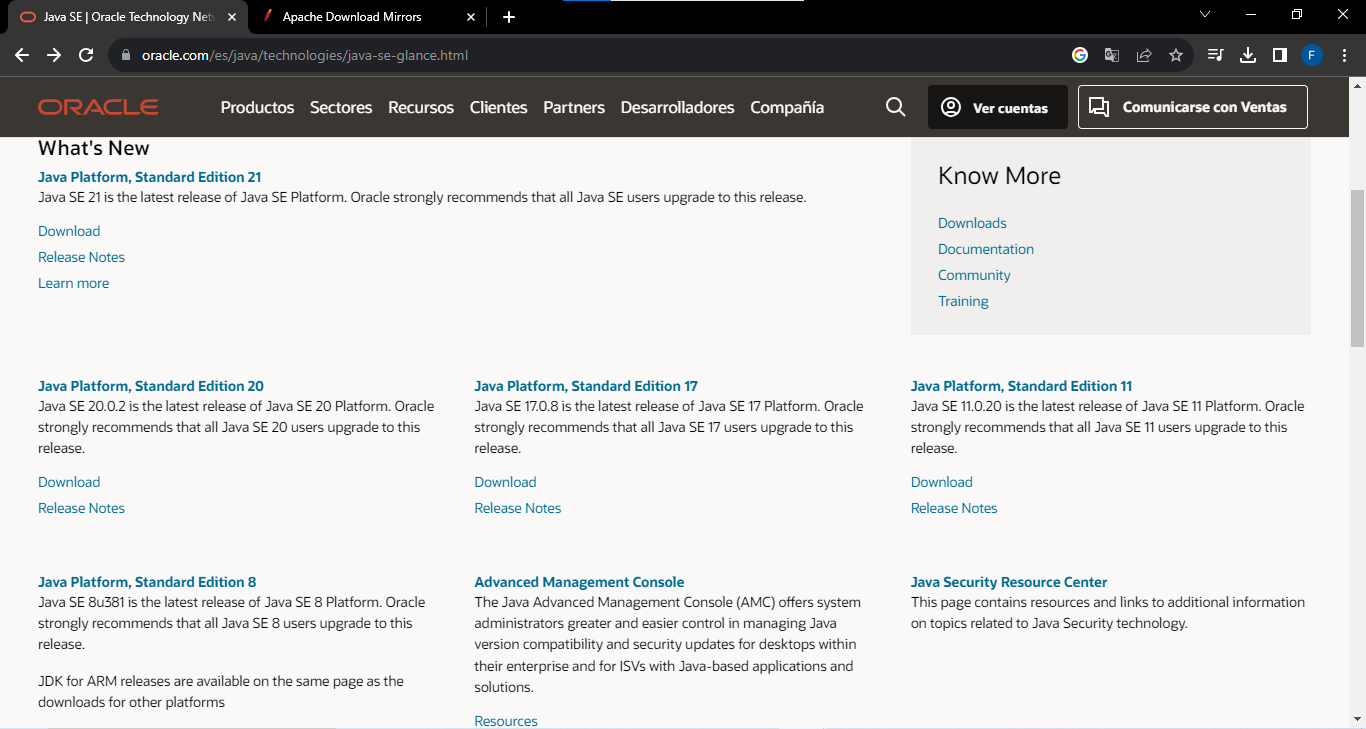 Java SE | Oracle Technology Net
Apache Download Mirrors
oracle.com/es/java/technologies/java-se-glance.html
F
ORACLE
Productos Sectores Recursos Clientes Partners Desarrolladores Compañía
Ver cuentas
Comunicarse con Ventas
What's New
Java Platform, Standard Edition 21
Java SE 21 is the latest release of Java SE Platform. Oracle strongly recommends that all Java SE users upgrade to this release.
Download
Release Notes
Learn more
Know More
Downloads
Documentation
Community
Training
Java Platform, Standard Edition 20
Java SE 20.0.2 is the latest release of Java SE 20 Platform. Oracle
strongly recommends that all Java SE 20 users upgrade to this
release.
Download
Release Notes
Java Platform, Standard Edition 17
Java SE 17.0.8 is the latest release of Java SE 17 Platform. Oracle
strongly recommends that all Java SE 17 users upgrade to this
release.
Download
Release Notes
Java Platform, Standard Edition 11
Java SE 11.0.20 is the latest release of Java SE 11 Platform. Oracle
strongly recommends that all Java SE 11 users upgrade to this
release.
Download
Release Notes
Java Platform, Standard Edition 8
Java SE 8u381 is the latest release of Java SE 8 Platform. Oracle
strongly recommends that all Java SE 8 users upgrade to this
release.
JDK for ARM releases are available on the same page as the
downloads for other platforms
Advanced Management Console
The Java Advanced Management Console (AMC) offers system
administrators greater and easier control in managing Java
version compatibility and security updates for desktops within
their enterprise and for ISVs with Java-based applications and
solutions.
Resources
Java Security Resource Center
This page contains resources and links to additional information
on topics related to Java Security technology.